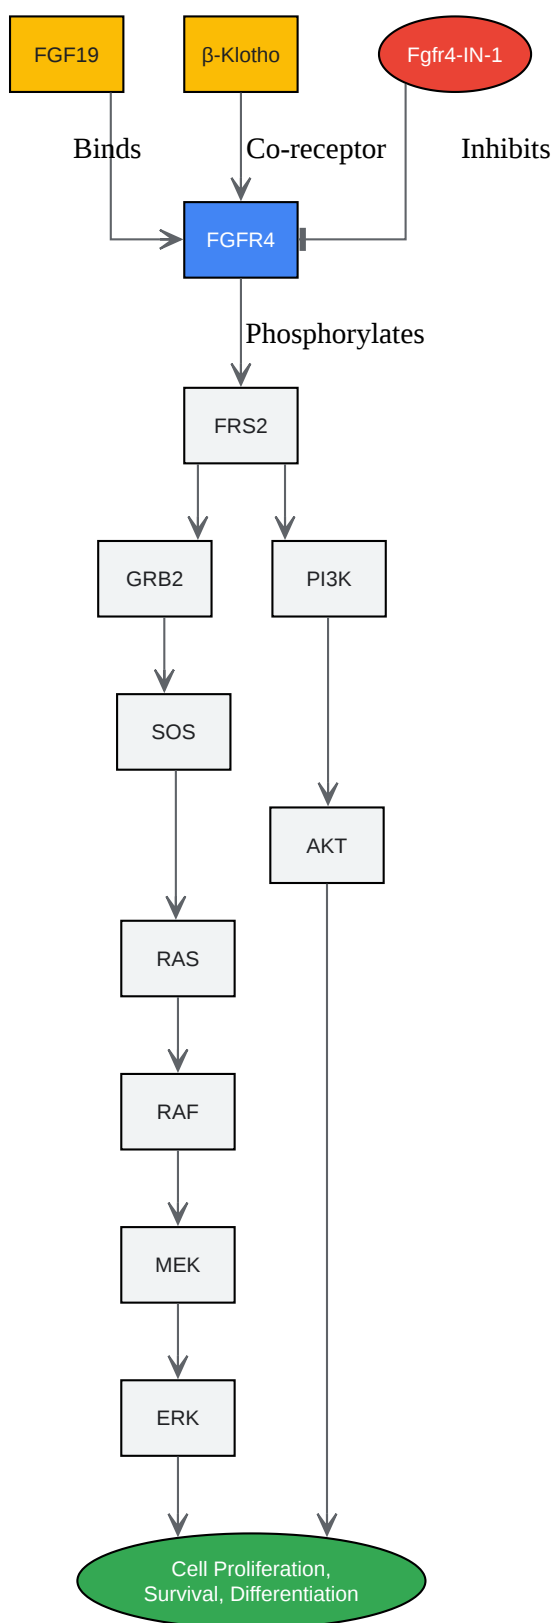 FGF19
β-Klotho
Fgfr4-IN-1
Binds
Co-receptor
Inhibits
FGFR4
Phosphorylates
FRS2
GRB2
PI3K
SOS
AKT
RAS
RAF
MEK
ERK
Cell Proliferation,
Survival, Differentiation